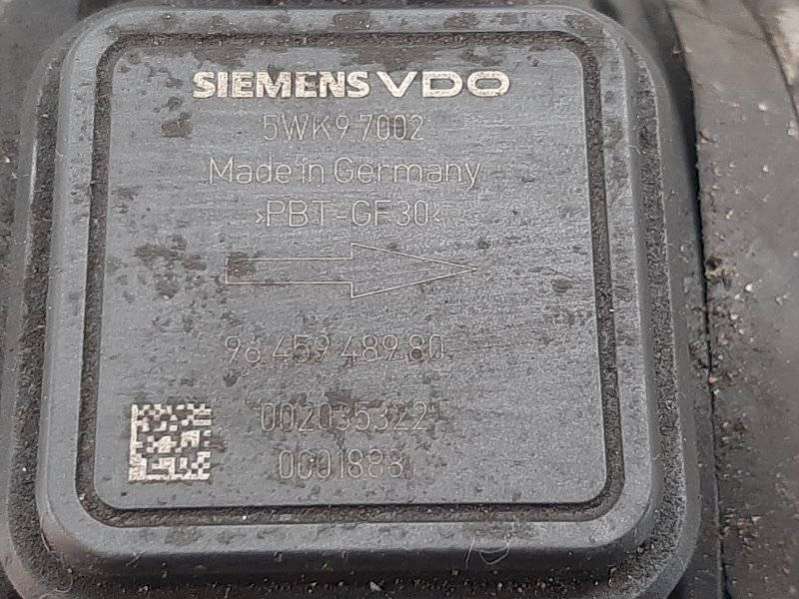 SIEMENS VDO
5WK9 7002
Made in Germany
>PBT-GF30<
96 459 489 80
0020353221
0001888